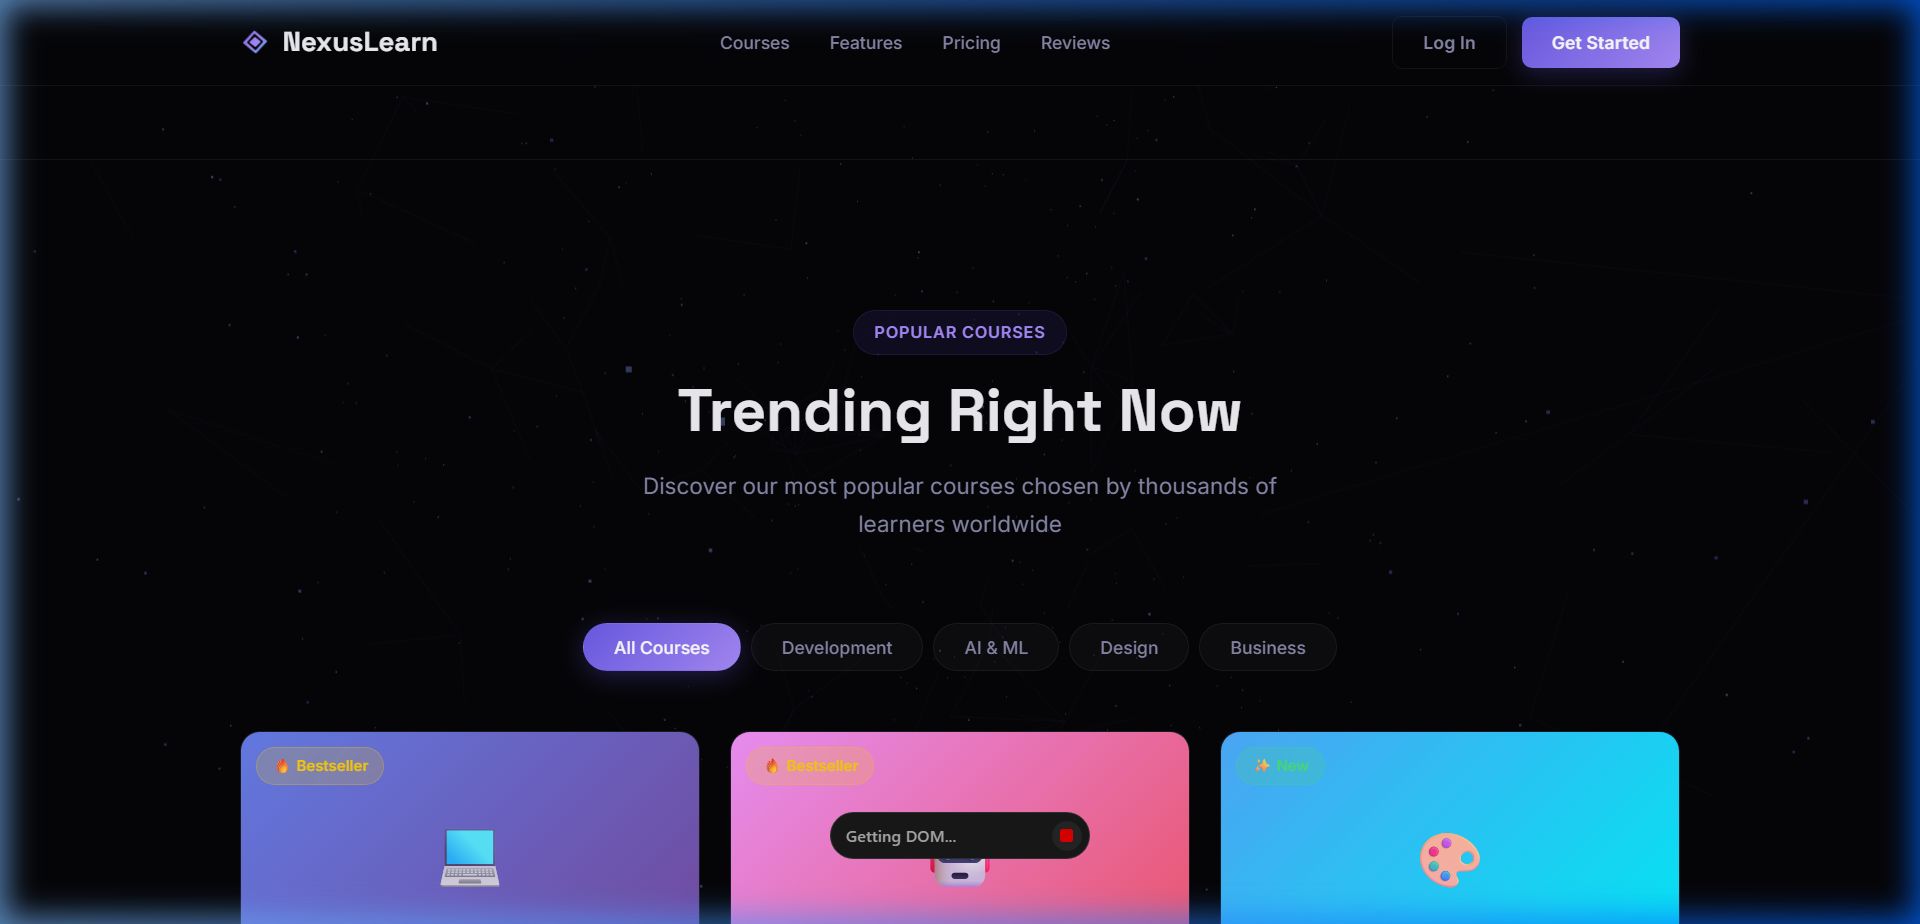 NexusLearn
Courses Features Pricing Reviews
Log In
Get Started
POPULAR COURSES
Trending Right Now
Discover our most popular courses chosen by thousands of
learners worldwide
All Courses Development AI & ML Design Business
🔥 Bestseller
🔥 Bestseller
✨ New
Getting DOM...